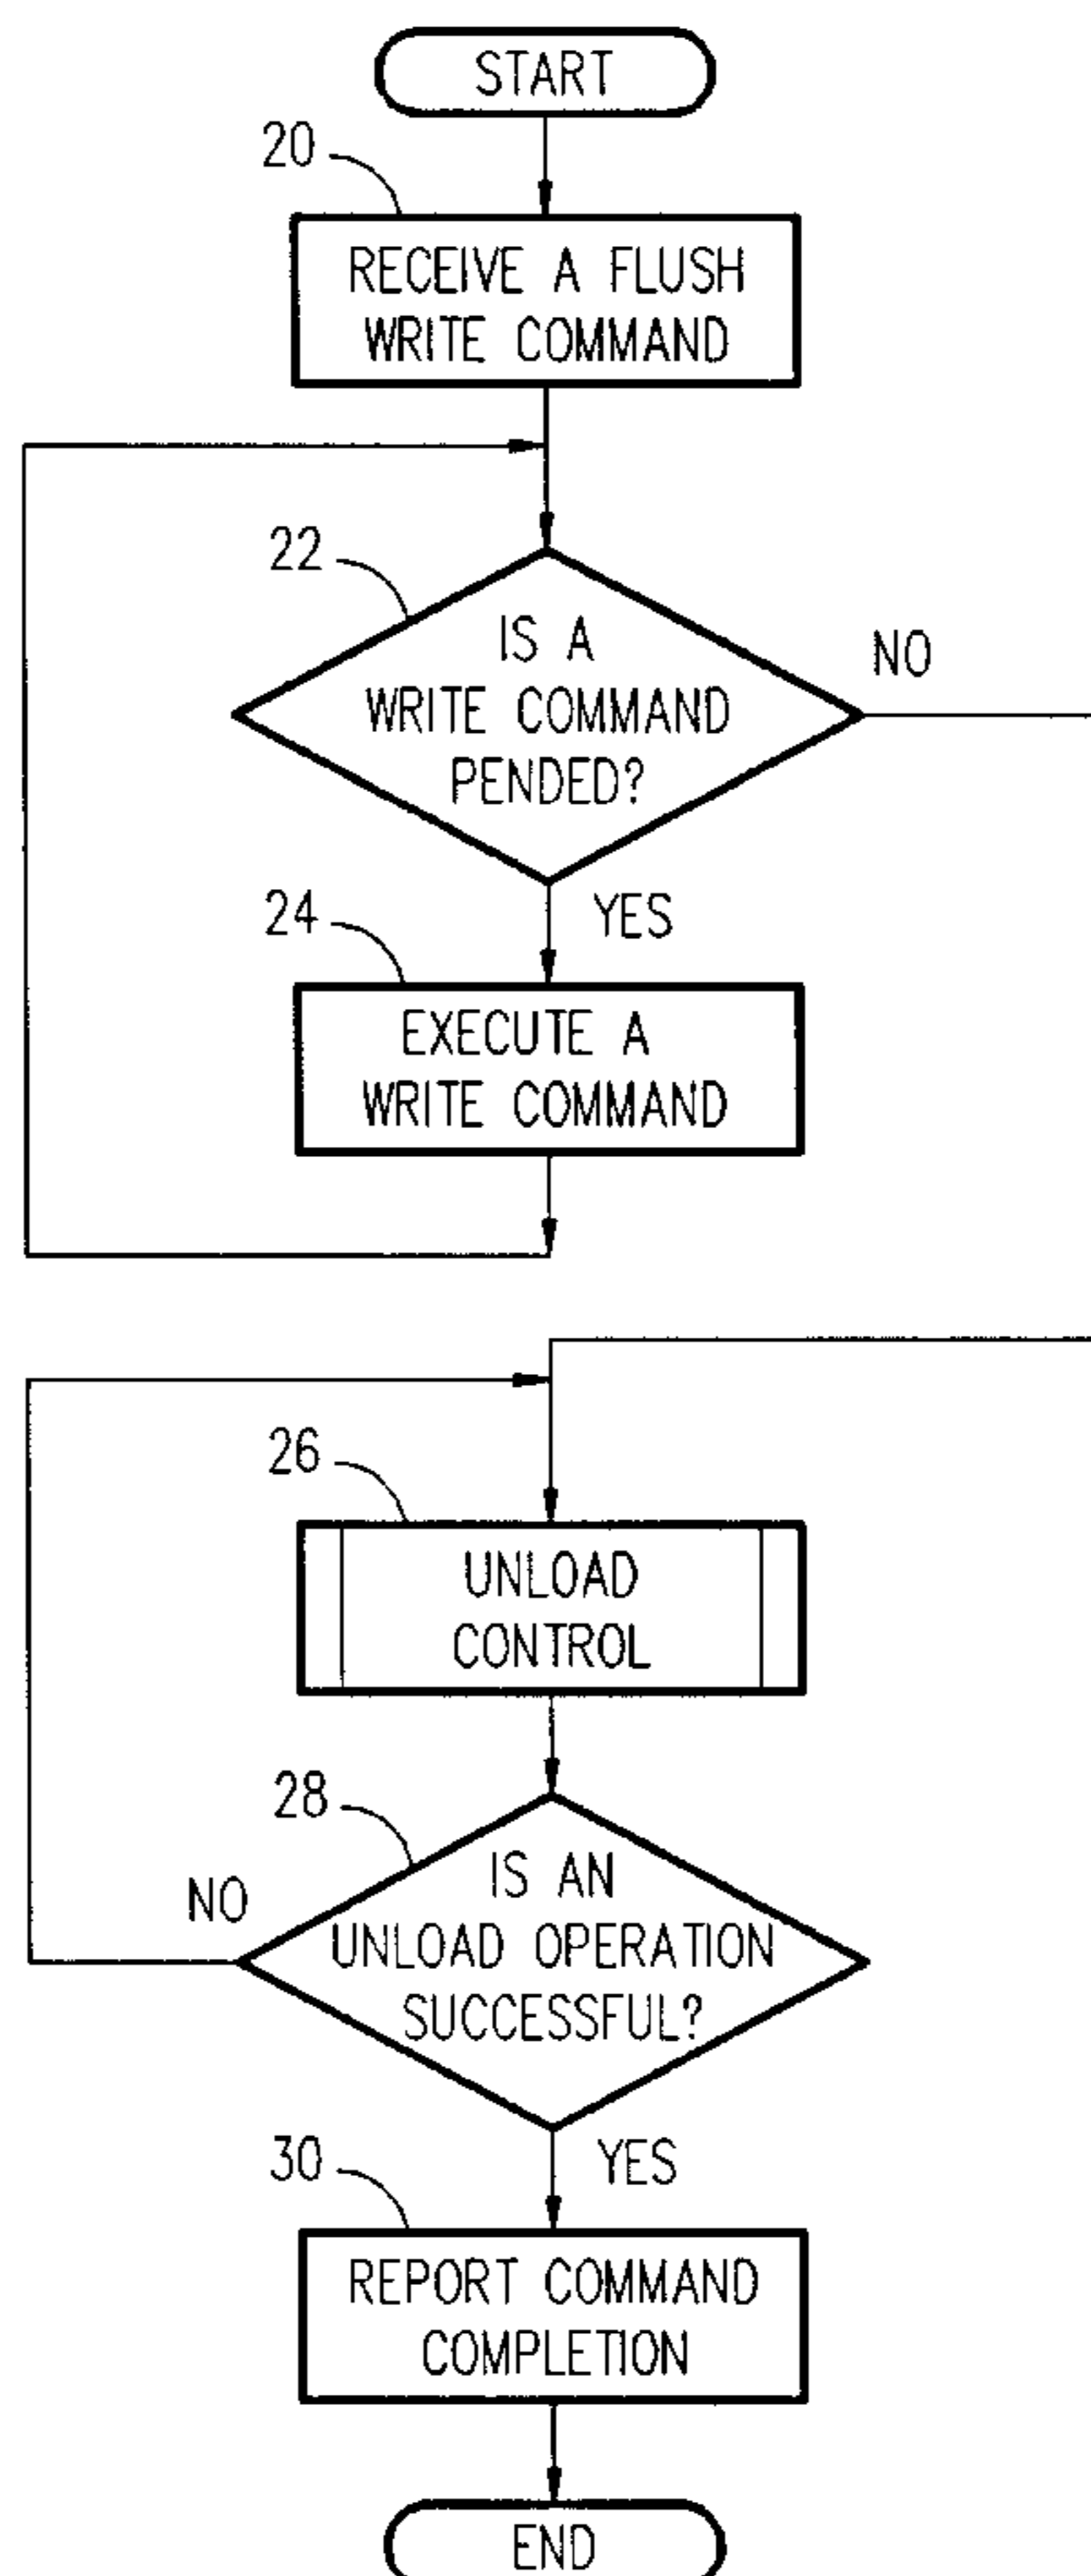 START
20
RECEIVE A FLUSH
WRITE COMMAND
22
IS A
WRITE COMMAND
PENDED?
NO
YES
24
EXECUTE A
WRITE COMMAND
26
UNLOAD
CONTROL
28
IS AN
UNLOAD OPERATION
SUCCESSFUL?
NO
YES
30
REPORT COMMAND
COMPLETION
END